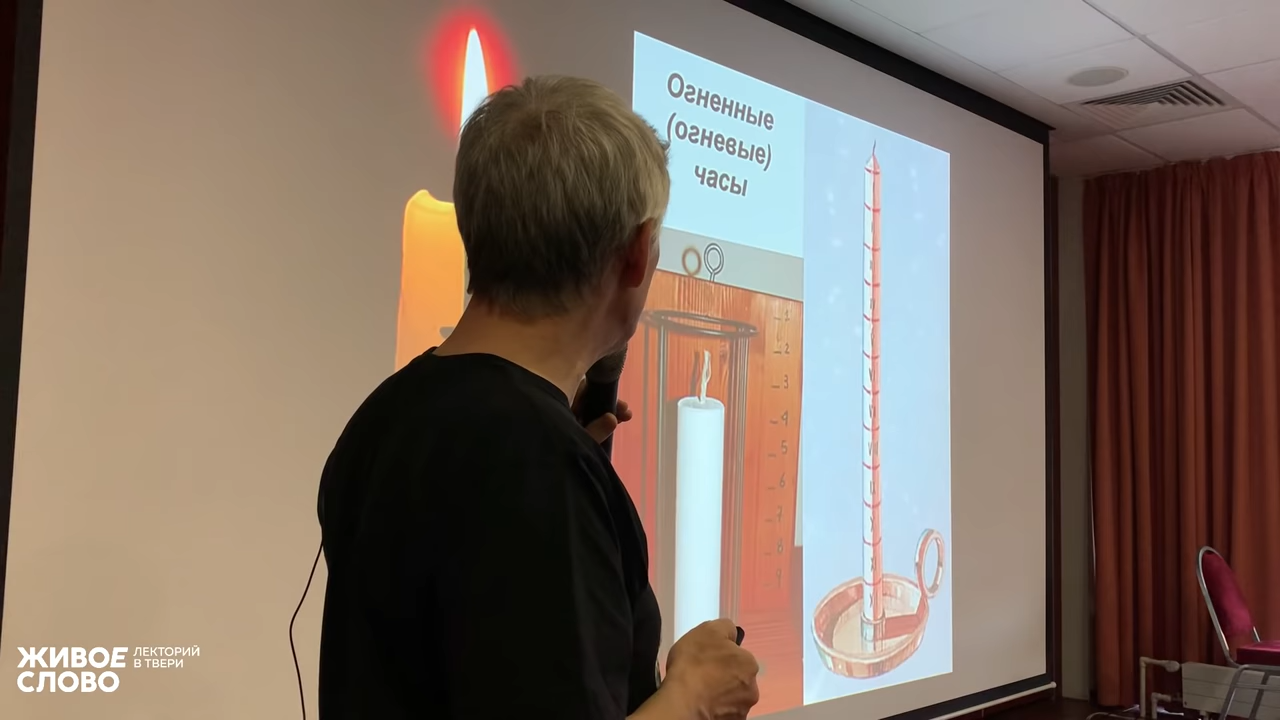 Огненные
(огневые)
часы
1
2
3
4
5
6
7
8
9
ЖИВОЕ
СЛОВО
ЛЕКТОРИЙ
В ТВЕРИ